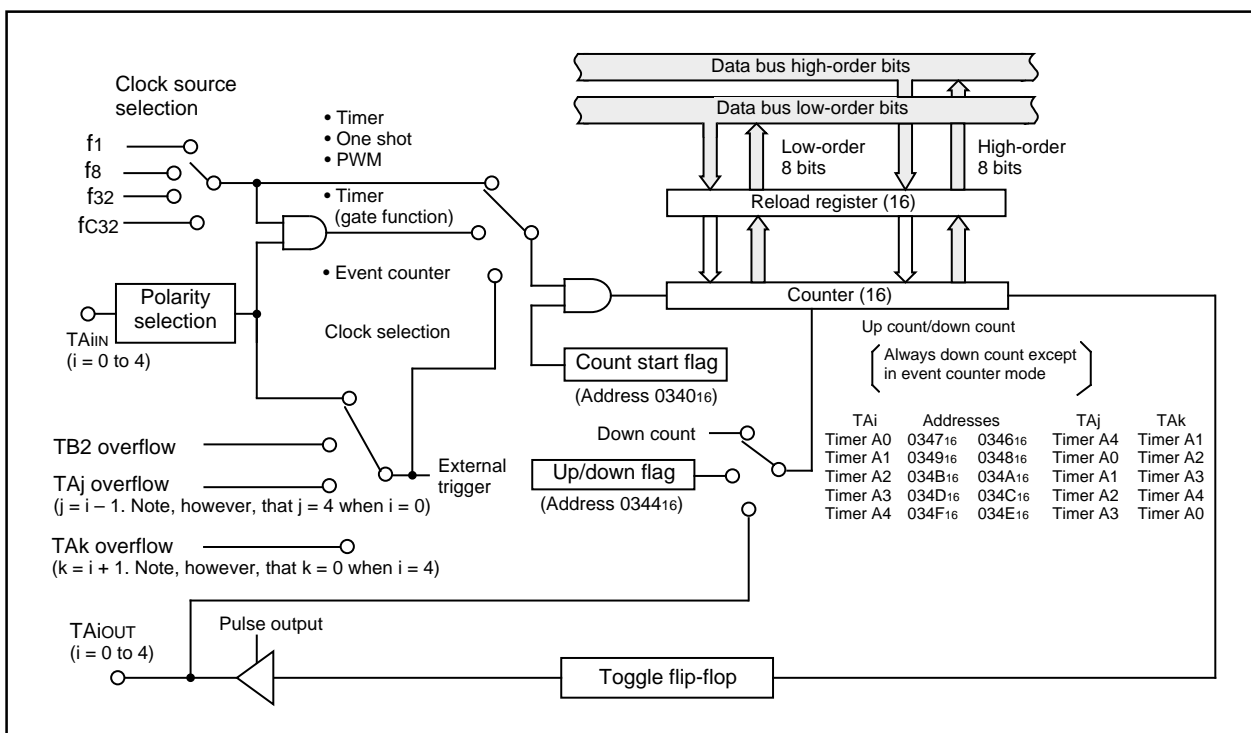 Clock source
selection
f1
f8
f32
fC32
• Timer
• One shot
• PWM
• Timer
(gate function)
• Event counter
Data bus high-order bits
Data bus low-order bits
Low-order
8 bits
High-order
8 bits
Reload register (16)
Counter (16)
Polarity
selection
TAiIN
(i = 0 to 4)
Clock selection
Count start flag
(Address 034016)
Up count/down count
Always down count except
in event counter mode
TB2 overflow
TAj overflow
(j = i – 1. Note, however, that j = 4 when i = 0)
TAk overflow
(k = i + 1. Note, however, that k = 0 when i = 4)
External
trigger
Down count
Up/down flag
(Address 034416)
TAi Addresses TAj TAk
Timer A0 034716 034616 Timer A4 Timer A1
Timer A1 034916 034816 Timer A0 Timer A2
Timer A2 034B16 034A16 Timer A1 Timer A3
Timer A3 034D16 034C16 Timer A2 Timer A4
Timer A4 034F16 034E16 Timer A3 Timer A0
TAiOUT
(i = 0 to 4)
Pulse output
Toggle flip-flop